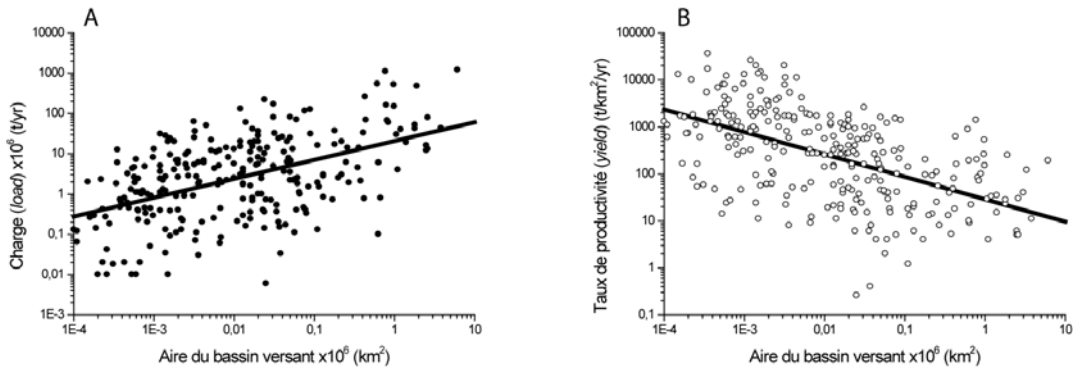 A
Charge (load) x10⁶ (t/yr)
10000
1000
100
10
1
0,1
0,01
1E-3
1E-4
1E-3
0,01
0,1
1
10
Aire du bassin versant x10⁶ (km²)
B
Taux de productivité (yield) (t/km²/yr)
100000
10000
1000
100
10
1
0,1
1E-4
1E-3
0,01
0,1
1
10
Aire du bassin versant x10⁶ (km²)